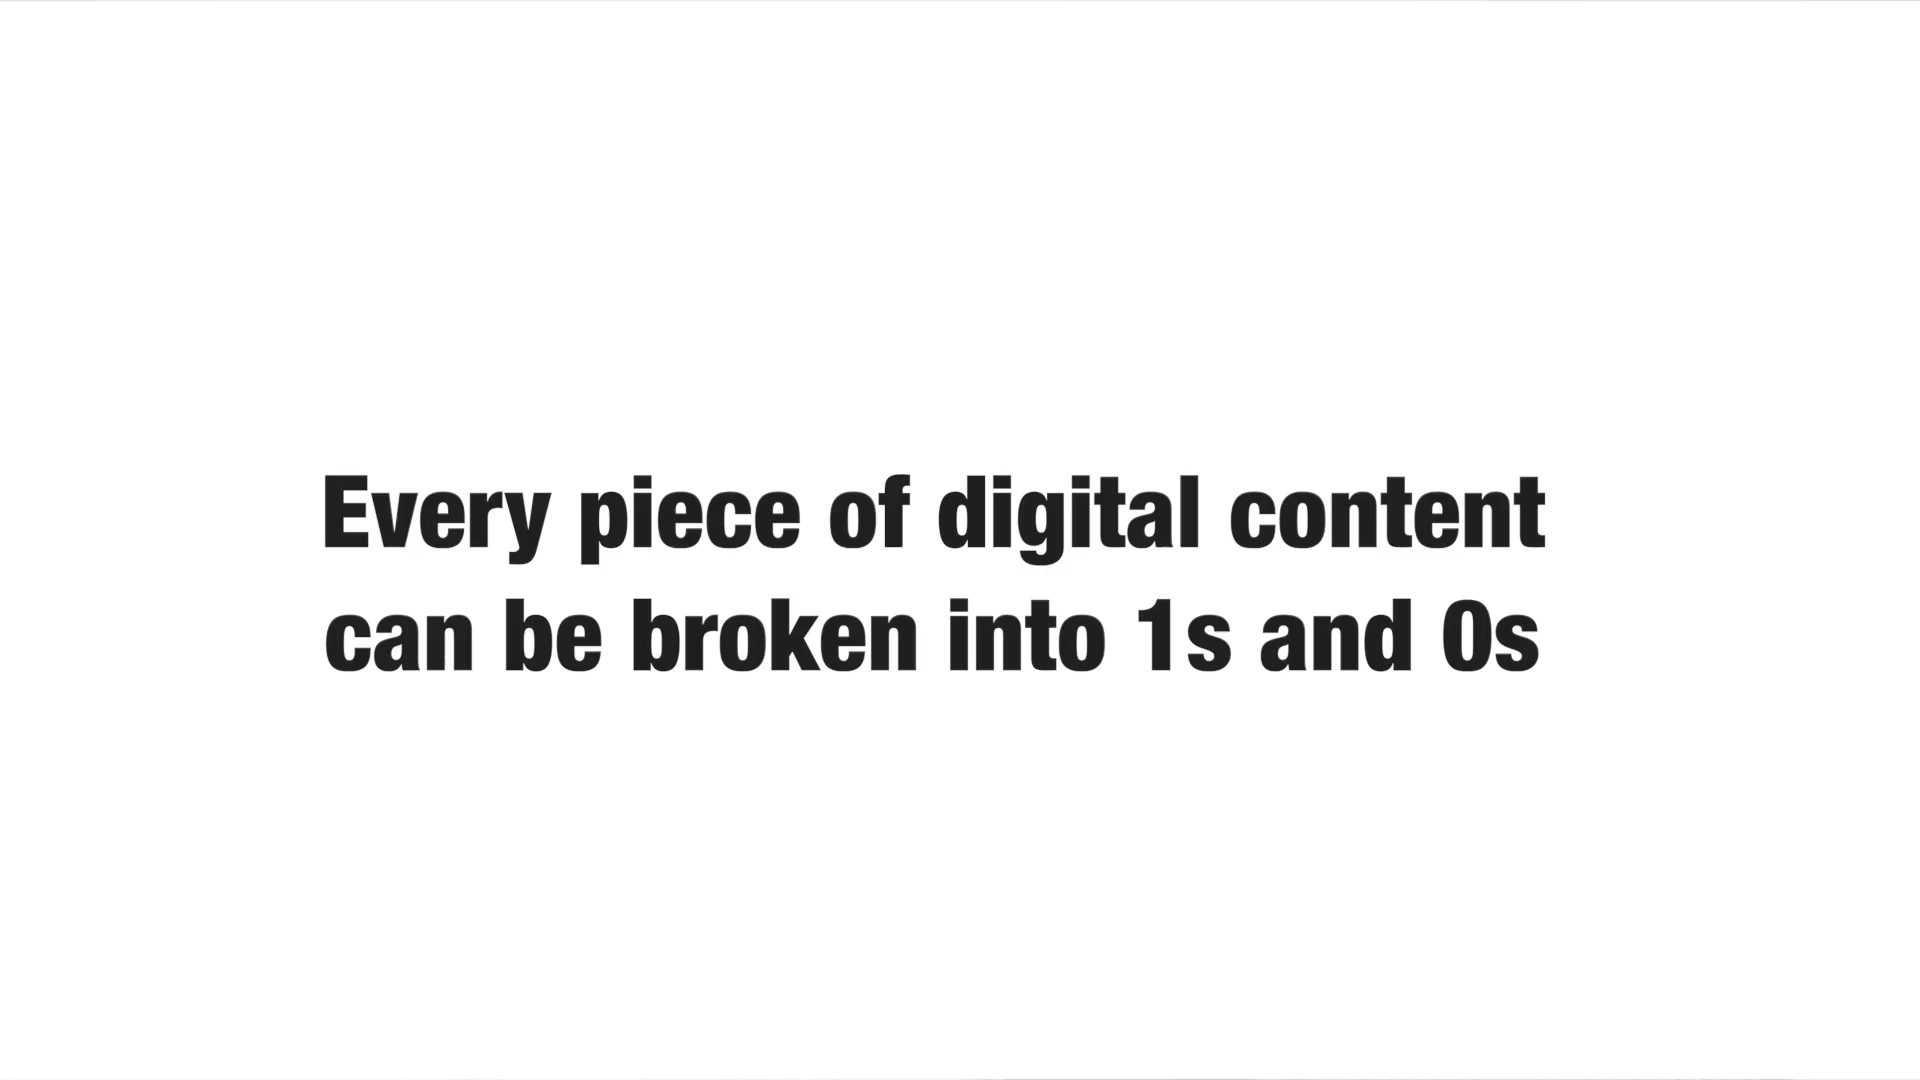 Every piece of digital content
can be broken into 1s and 0s